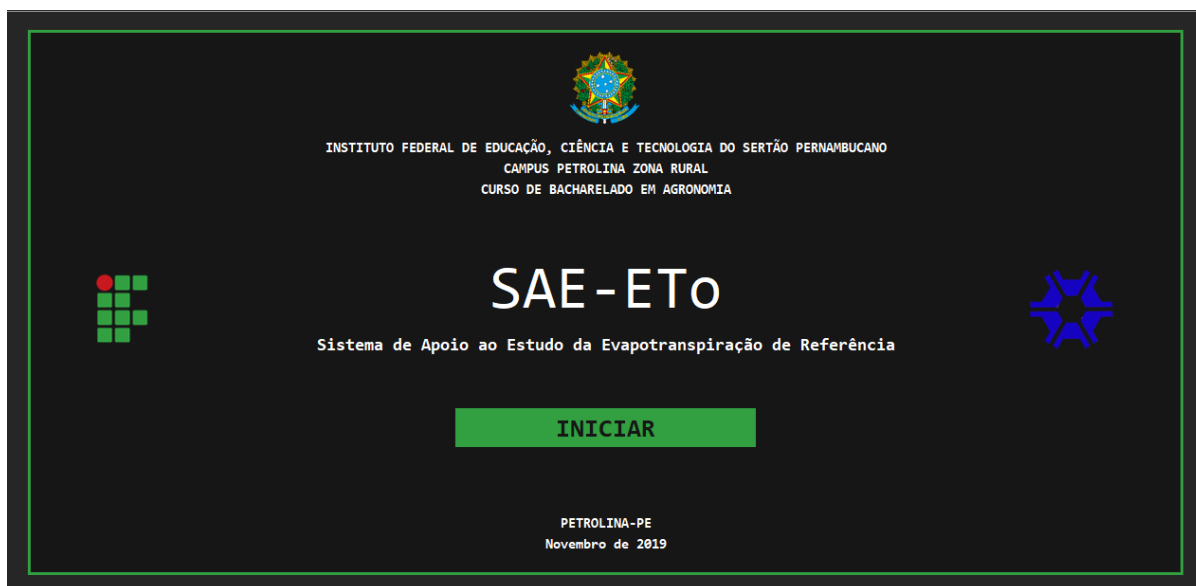 INSTITUTO FEDERAL DE EDUCAÇÃO, CIÊNCIA E TECNOLOGIA DO SERTÃO PERNAMBUCANO
CAMPUS PETROLINA ZONA RURAL
CURSO DE BACHARELADO EM AGRONOMIA
SAE-ETo
Sistema de Apoio ao Estudo da Evapotranspiração de Referência
INICIAR
PETROLINA-PE
Novembro de 2019